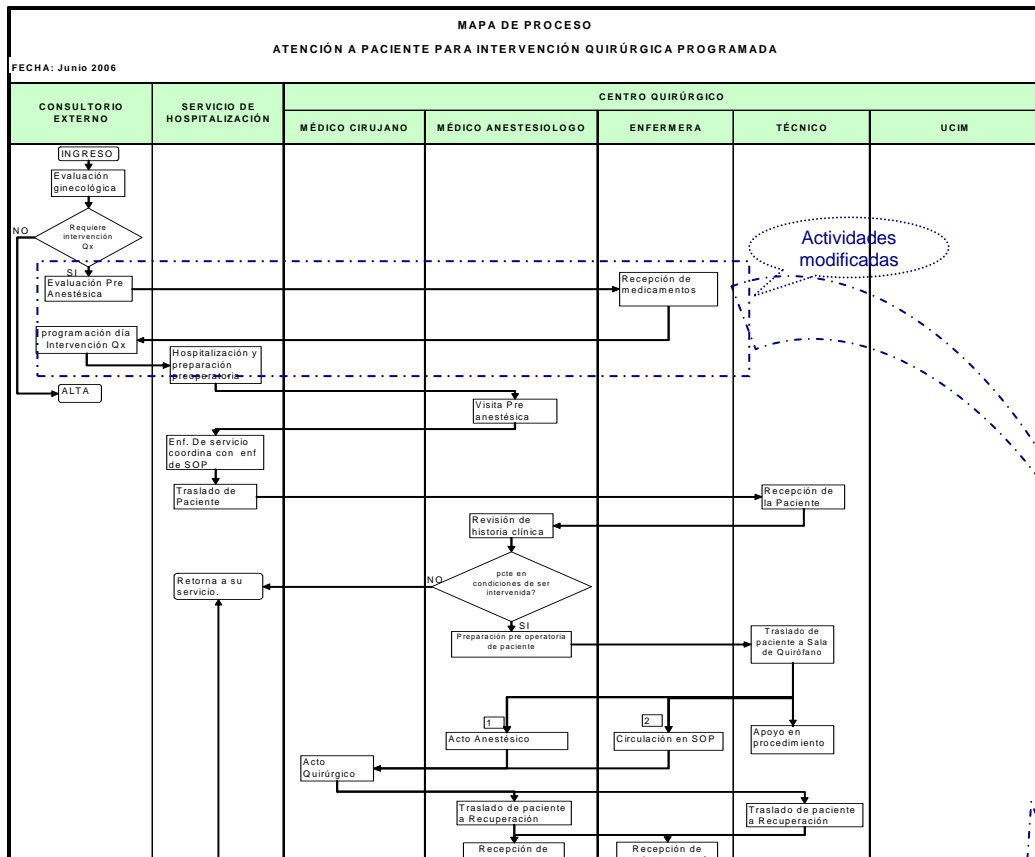 MAPA DE PROCESO
ATENCIÓN A PACIENTE PARA INTERVENCIÓN QUIRÚRGICA PROGRAMADA
FECHA: Junio 2006
CONSULTORIO
EXTERNO
SERVICIO DE
HOSPITALIZACIÓN
CENTRO QUIRÚRGICO
MÉDICO CIRUJANO
MÉDICO ANESTESIOLOGO
ENFERMERA
TÉCNICO
UCIM
INGRESO
Evaluación
ginecológica
Requiere
intervención
Qx
NO
SI
Actividades
modificadas
Evaluación Pre
Anestésica
Recepción de
medicamentos
programación día
Intervención Qx
Hospitalización y
preparación
preoperatoria
ALTA
Visita Pre
anestésica
Enf. De servicio
coordina con enf
de SOP
Traslado de
Paciente
Recepción de
la Paciente
Revisión de
historia clínica
pcte en
condiciones de ser
intervenida?
NO
SI
Retorna a su
servicio.
Preparación pre operatoria
de paciente
Traslado de
paciente a Sala
de Quirófano
1
2
Acto Anestésico
Circulación en SOP
Apoyo en
procedimiento
Acto
Quirúrgico
Traslado de paciente
a Recuperación
Traslado de paciente
a Recuperación
Recepción de
Recepción de